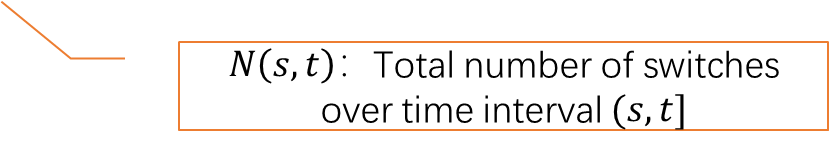 N(s,t): Total number of switches
over time interval (s,t]